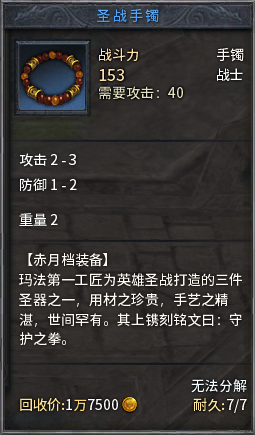 圣战手镯
战斗力 手镯
153 战士
需要攻击：40
攻击 2 - 3
防御 1 - 2
重量 2
【赤月档装备】
玛法第一工匠为英雄圣战打造的三件
圣器之一，用材之珍贵，手艺之精
湛，世间罕有。其上镌刻铭文曰：守
护之拳。
无法分解
回收价:1万7500 耐久:7/7